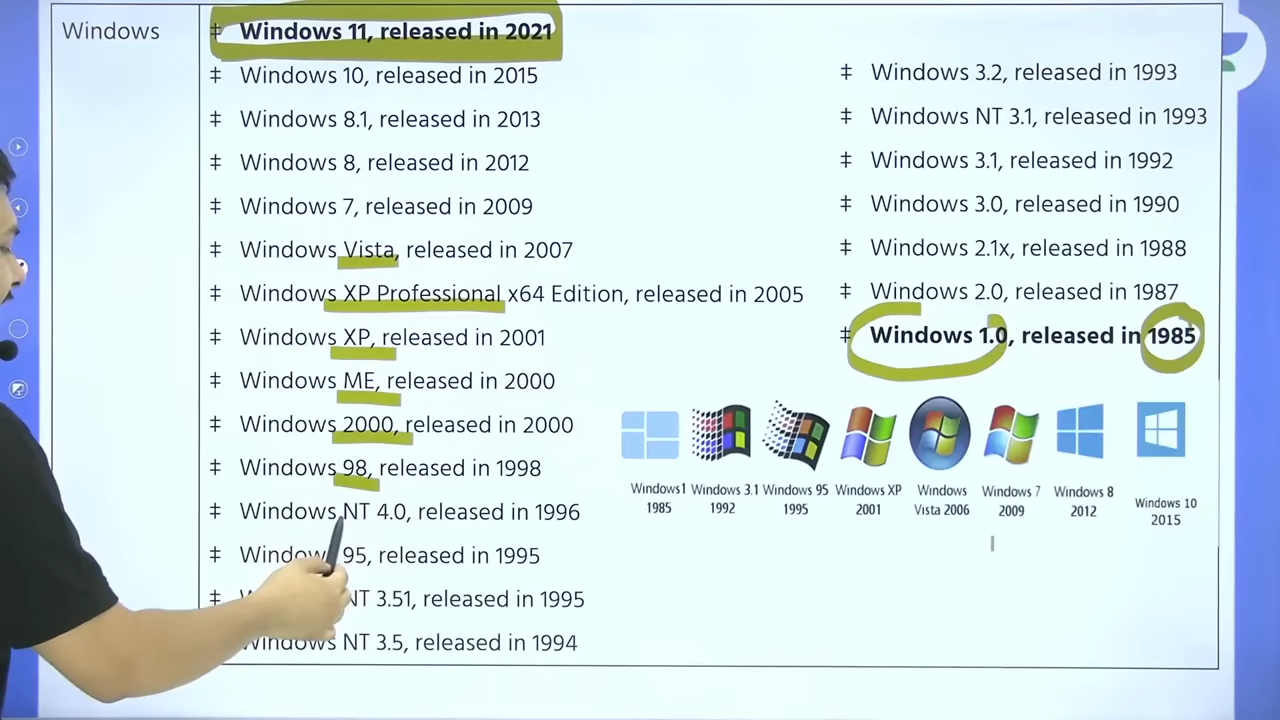 Windows
‡ Windows 11, released in 2021
‡ Windows 10, released in 2015
‡ Windows 8.1, released in 2013
‡ Windows 8, released in 2012
‡ Windows 7, released in 2009
‡ Windows Vista, released in 2007
‡ Windows XP Professional x64 Edition, released in 2005
‡ Windows XP, released in 2001
‡ Windows ME, released in 2000
‡ Windows 2000, released in 2000
‡ Windows 98, released in 1998
‡ Windows NT 4.0, released in 1996
‡ Windows 95, released in 1995
‡ NT 3.51, released in 1995
Windows NT 3.5, released in 1994
‡ Windows 3.2, released in 1993
‡ Windows NT 3.1, released in 1993
‡ Windows 3.1, released in 1992
‡ Windows 3.0, released in 1990
‡ Windows 2.1x, released in 1988
‡ Windows 2.0, released in 1987
‡ Windows 1.0, released in 1985
Windows1 Windows 3.1 Windows 95 Windows XP Windows Windows 7 Windows 8 Windows 10
1985 1992 1995 2001 Vista 2006 2009 2012 2015